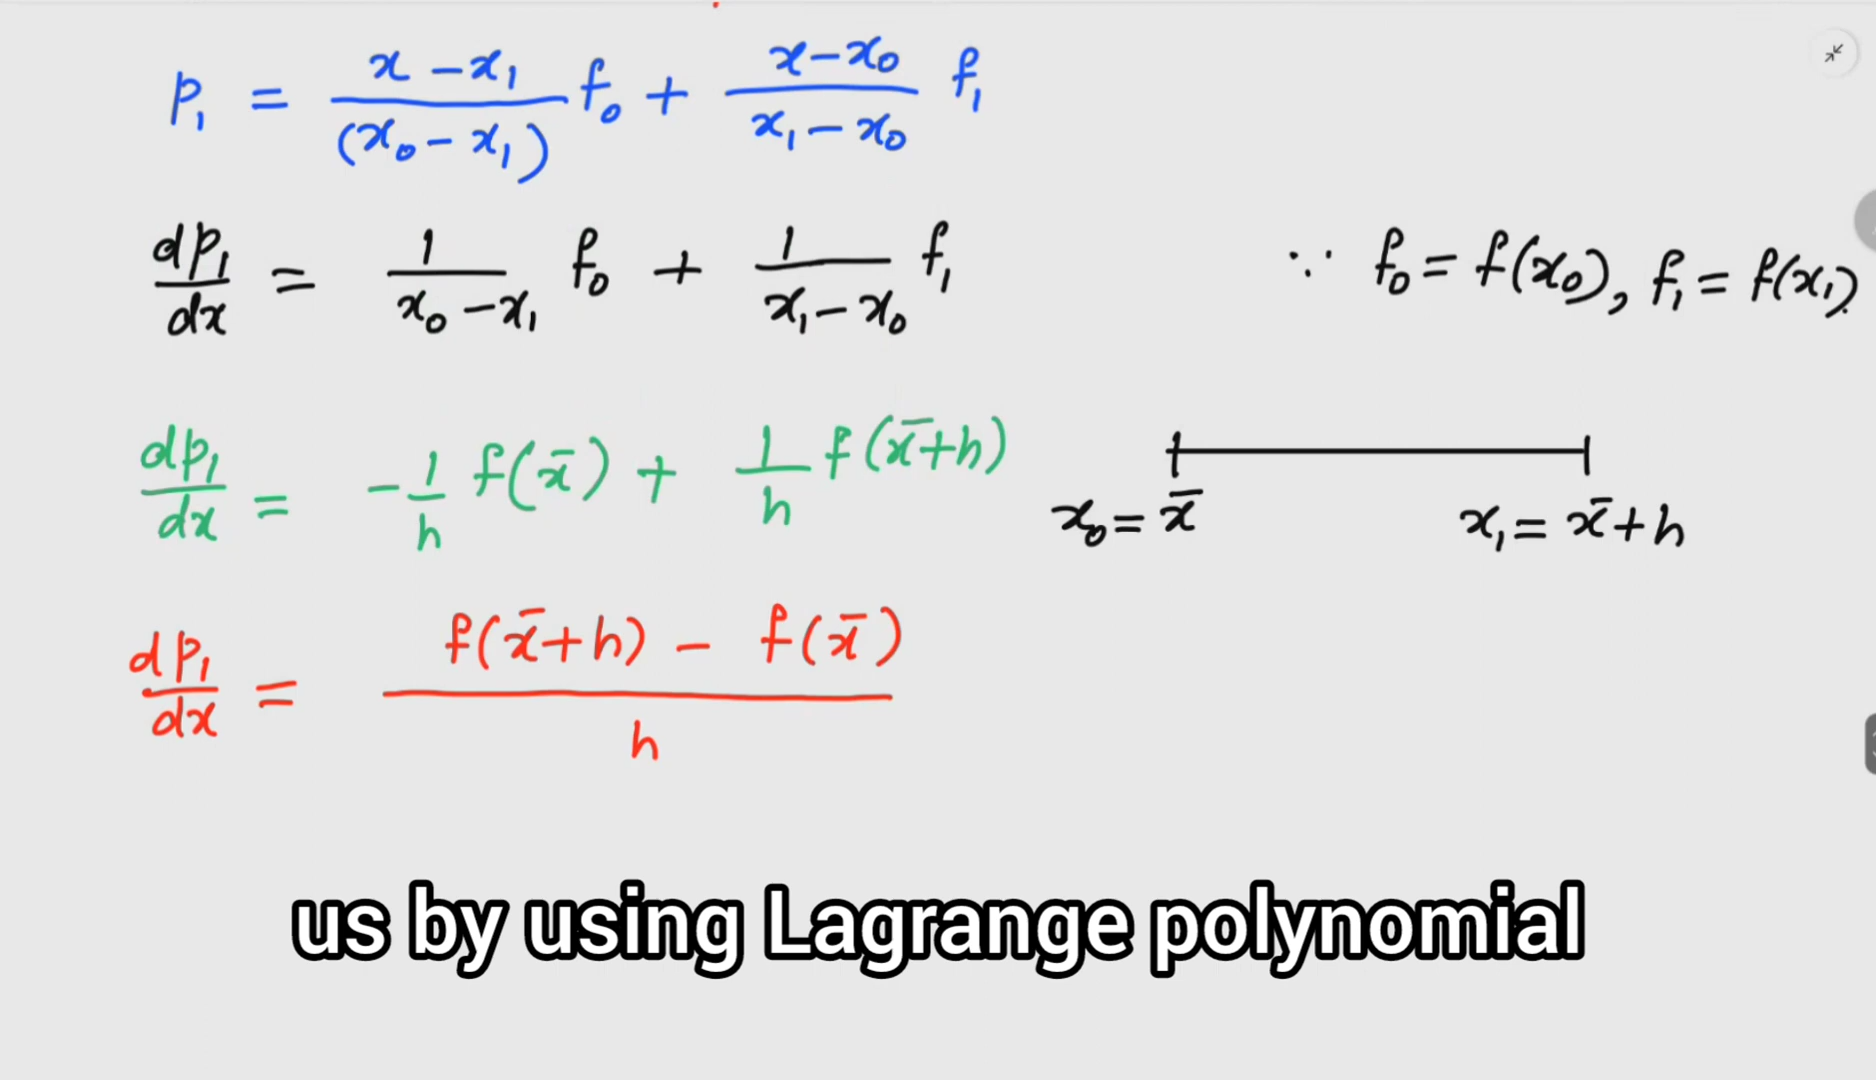 p₁ = (x - x₁)/((x₀ - x₁)) f₀ + (x - x₀)/(x₁ - x₀) f₁
dp₁/dx = 1/(x₀ - x₁) f₀ + 1/(x₁ - x₀) f₁
∵ f₀ = f(x₀), f₁ = f(x₁).
dp₁/dx = -1/h f(x̄) + 1/h f(x̄+h)
x₀ = x̄
x₁ = x̄+h
dp₁/dx = (f(x̄+h) - f(x̄))/h
us by using Lagrange polynomial